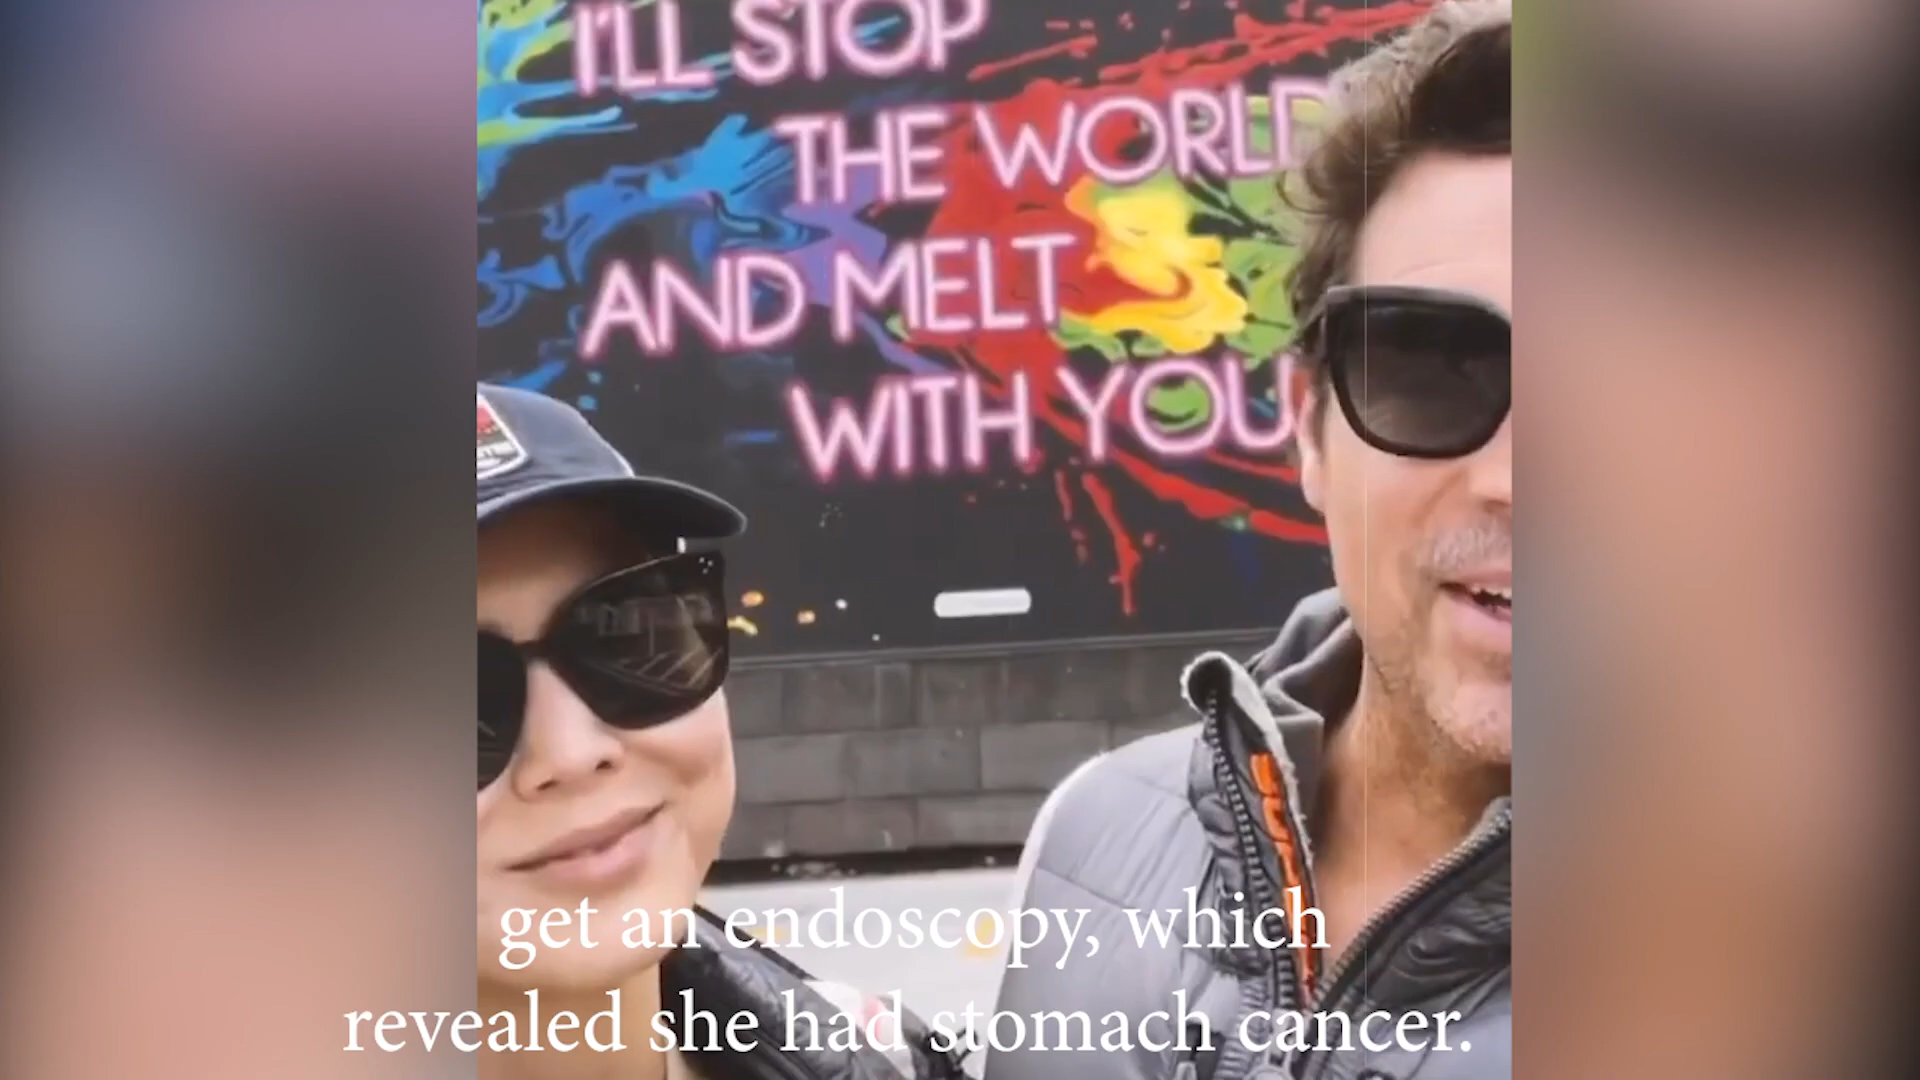 I'LL STOP
THE WORLD
AND MELT
WITH YOU
get an endoscopy, which
revealed she had stomach cancer.